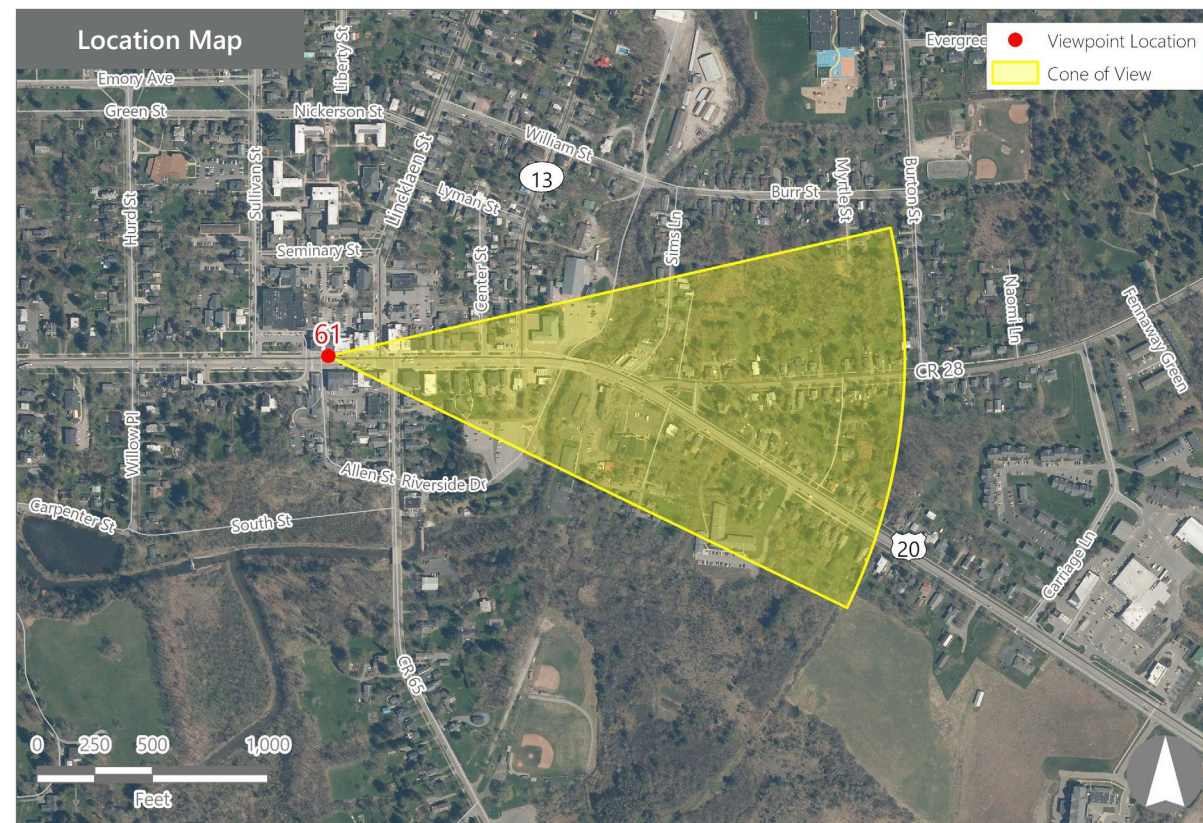 Location Map
Viewpoint Location
Cone of View
Liberty St
Emory Ave
Green St
Nickerson St
William St
13
Lincklaen St
Lyman St
Sullivan St
Hurd St
Seminary St
Center St
Sims Ln
Burr St
Myrtle St
Burton St
Naomi Ln
Fennaway Green
61
CR 28
Willow Pl
Allen St
Riverside Dr
Carpenter St
South St
20
Carriage Ln
CR 65
0 250 500 1,000
Feet